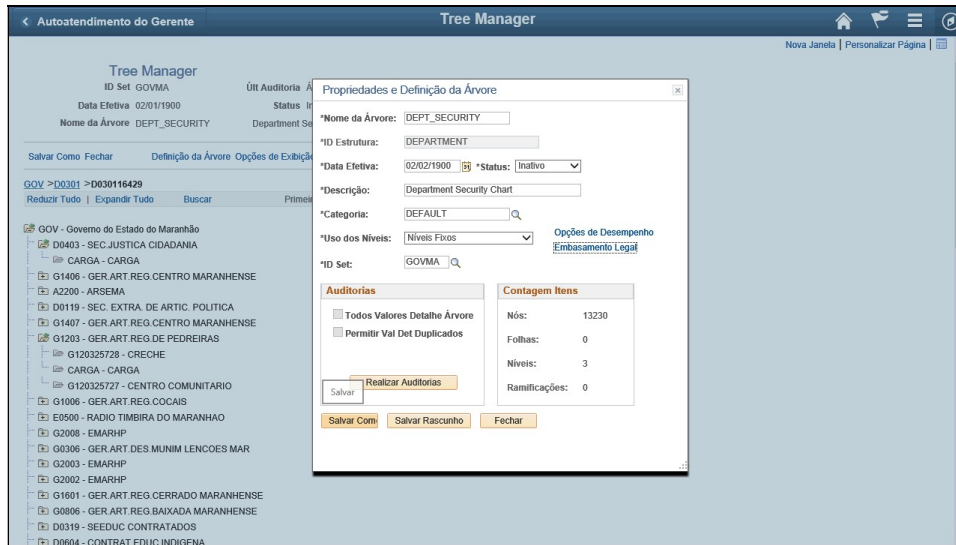 Autoatendimento do Gerente
Tree Manager
Nova Janela | Personalizar Página |
Tree Manager
ID Set GOVMA
Últ Auditoria
Data Efetiva 02/01/1900
Status
Nome da Árvore DEPT_SECURITY
Department
Salvar Como Fechar
Definição da Árvore Opções de Exibição
GOV >D0301 >D030116429
Reduzir Tudo | Expandir Tudo Buscar
GOV - Governo do Estado do Maranhão
D0403 - SEC.JUSTICA CIDADANIA
CARGA - CARGA
G1406 - GER.ART.REG.CENTRO MARANHENSE
A2200 - ARSEMA
D0119 - SEC. EXTRA. DE ARTIC. POLITICA
G1407 - GER.ART.REG.CENTRO MARANHENSE
G1203 - GER.ART.REG.DE PEDREIRAS
G120325728 - CRECHE
CARGA - CARGA
G120325727 - CENTRO COMUNITARIO
G1006 - GER.ART.REG.COCAIS
E0500 - RADIO TIMBIRA DO MARANHAO
G2008 - EMARHP
G0306 - GER.ART.DES.MUNIM LENCOES MAR
G2003 - EMARHP
G2002 - EMARHP
G1601 - GER.ART.REG.CERRADO MARANHENSE
G0806 - GER.ART.REG.BAIXADA MARANHENSE
D0319 - SEEDUC CONTRATADOS
D0604 - CONTRAT.EDUC.INDIGENA
Propriedades e Definição da Árvore
*Nome da Árvore: DEPT_SECURITY
*ID Estrutura: DEPARTMENT
*Data Efetiva: 02/02/1900 *Status: Inativo
*Descrição: Department Security Chart
*Categoria: DEFAULT
*Uso dos Níveis: Níveis Fixos
Opções de Desempenho
Embasamento Legal
*ID Set: GOVMA
Auditorias
Todos Valores Detalhe Árvore
Permitir Val Det Duplicados
Realizar Auditorias
Contagem Itens
Nós: 13230
Folhas: 0
Níveis: 3
Ramificações: 0
Salvar
Salvar Com
Salvar Rascunho
Fechar